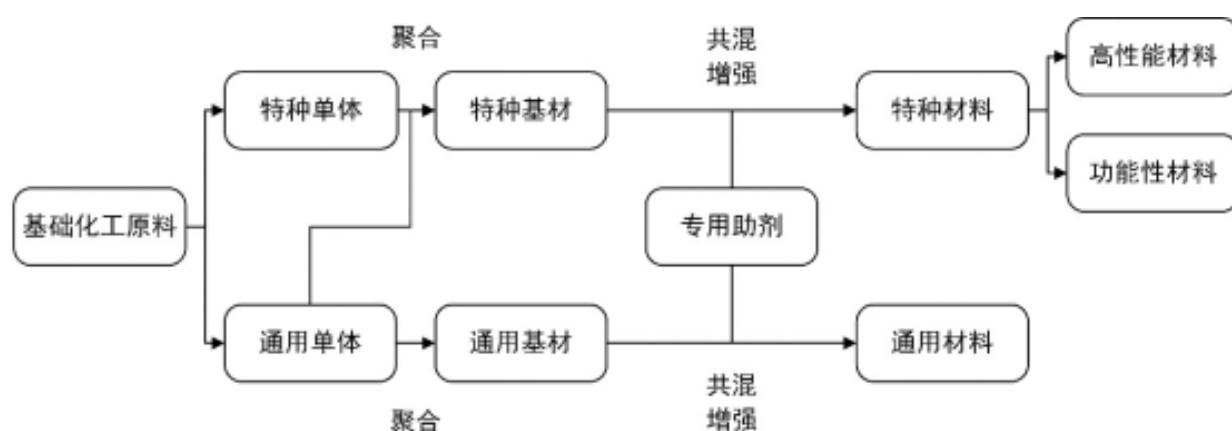 聚合
共混
增强
高性能材料
特种单体
特种基材
特种材料
功能性材料
基础化工原料
专用助剂
通用单体
通用基材
通用材料
聚合
共混
增强